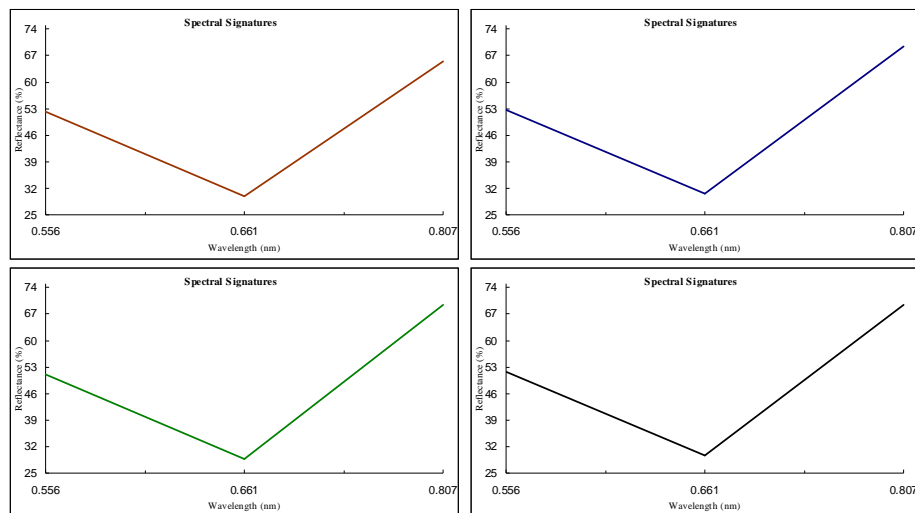 Spectral Signatures
74
67
60
53
46
39
32
25
Reflectance (%)
0.556 0.661 0.807
Wavelength (nm)
Spectral Signatures
74
67
60
53
46
39
32
25
Reflectance (%)
0.556 0.661 0.807
Wavelength (nm)
Spectral Signatures
74
67
60
53
46
39
32
25
Reflectance (%)
0.556 0.661 0.807
Wavelength (nm)
Spectral Signatures
74
67
60
53
46
39
32
25
Reflectance (%)
0.556 0.661 0.807
Wavelength (nm)